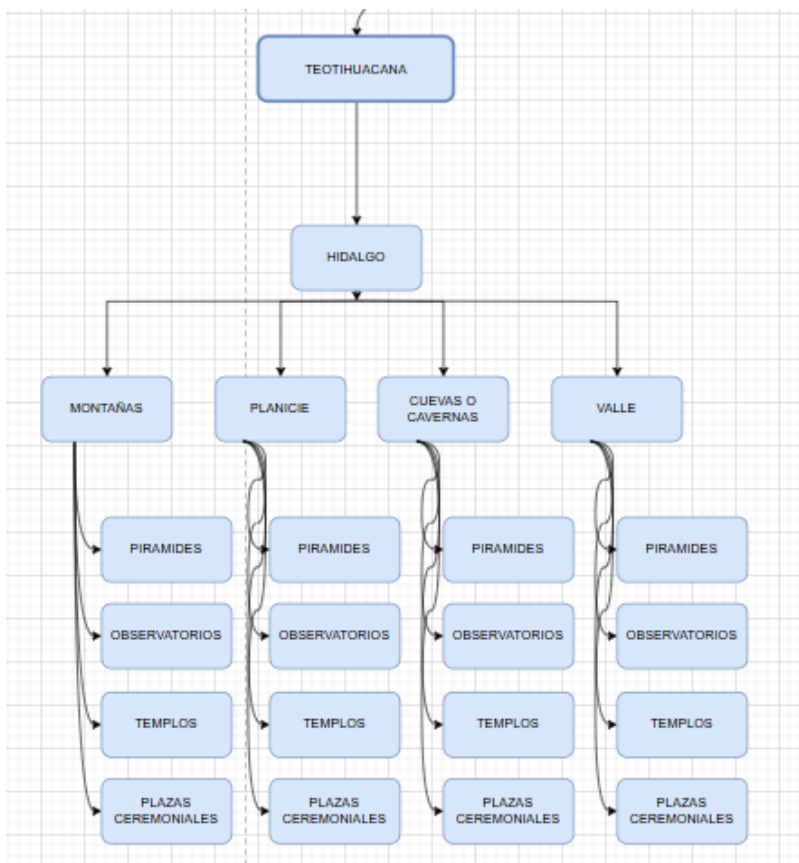 TEOTIHUACANA
HIDALGO
MONTAÑAS
PLANICIE
CUEVAS O
CAVERNAS
VALLE
PIRAMIDES
PIRAMIDES
PIRAMIDES
PIRAMIDES
OBSERVATORIOS
OBSERVATORIOS
OBSERVATORIOS
OBSERVATORIOS
TEMPLOS
TEMPLOS
TEMPLOS
TEMPLOS
PLAZAS
CEREMONIALES
PLAZAS
CEREMONIALES
PLAZAS
CEREMONIALES
PLAZAS
CEREMONIALES